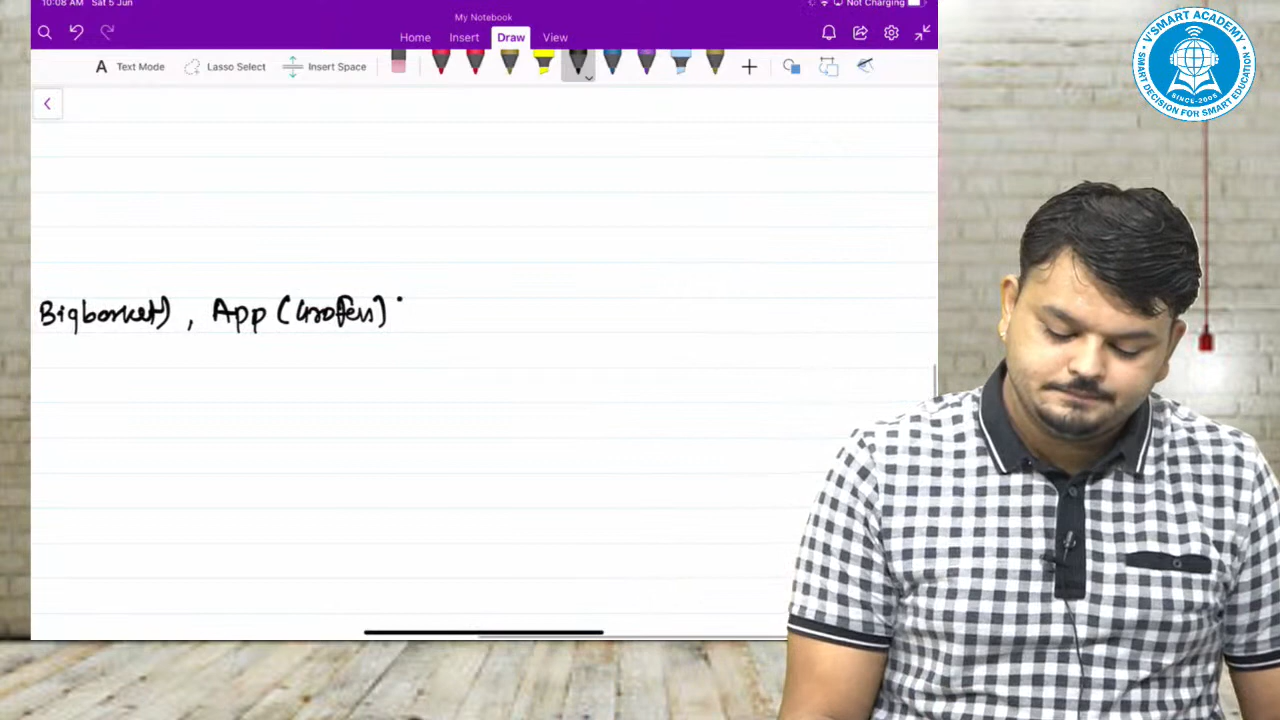 10:08 AM Sat 5 Jun
Not Charging
My Notebook
Home Insert Draw View
Text Mode
Lasso Select
Insert Space
Bigbasket) , App (Grofers)
V'SMART ACADEMY
SINCE-2005
SMART DECISION FOR SMART EDUCATION